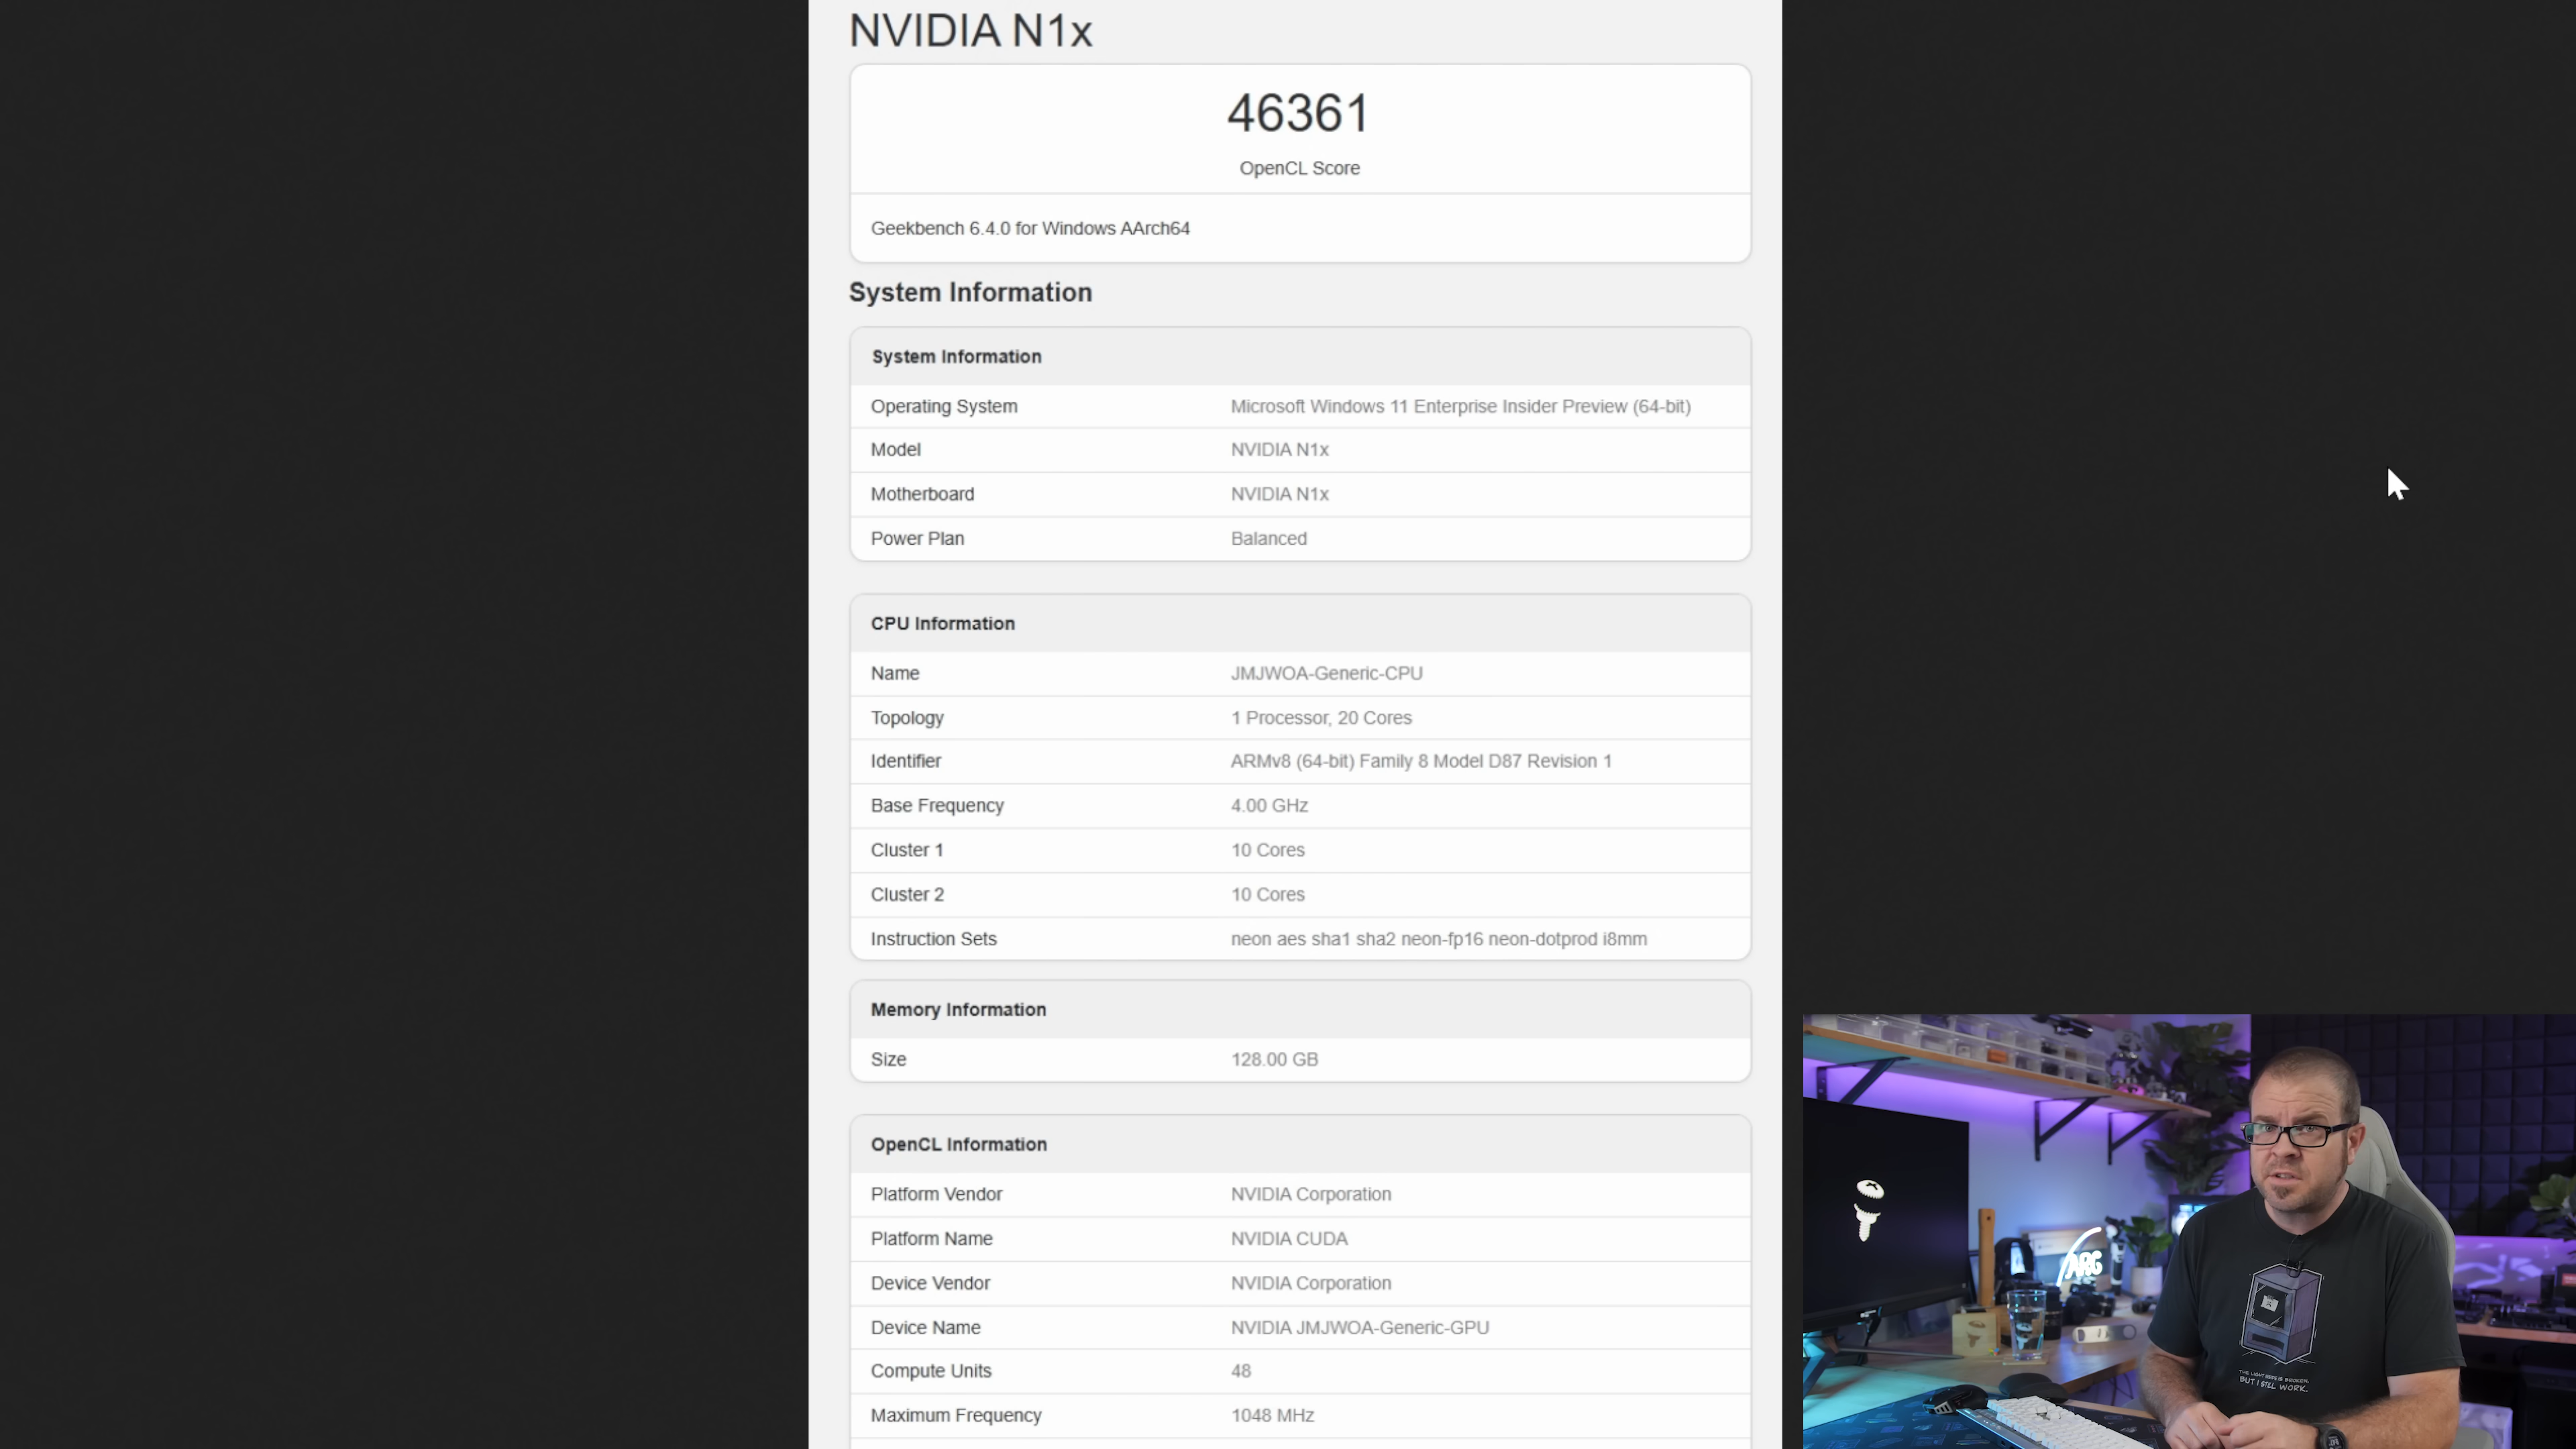 NVIDIA N1x
46361
OpenCL Score
Geekbench 6.4.0 for Windows AArch64
System Information
System Information
Operating System Microsoft Windows 11 Enterprise Insider Preview (64-bit)
Model NVIDIA N1x
Motherboard NVIDIA N1x
Power Plan Balanced
CPU Information
Name JMJWOA-Generic-CPU
Topology 1 Processor, 20 Cores
Identifier ARMv8 (64-bit) Family 8 Model D87 Revision 1
Base Frequency 4.00 GHz
Cluster 1 10 Cores
Cluster 2 10 Cores
Instruction Sets neon aes sha1 sha2 neon-fp16 neon-dotprod i8mm
Memory Information
Size 128.00 GB
OpenCL Information
Platform Vendor NVIDIA Corporation
Platform Name NVIDIA CUDA
Device Vendor NVIDIA Corporation
Device Name NVIDIA JMJWOA-Generic-GPU
Compute Units 48
Maximum Frequency 1048 MHz
ARG
BUT I STILL WORK.